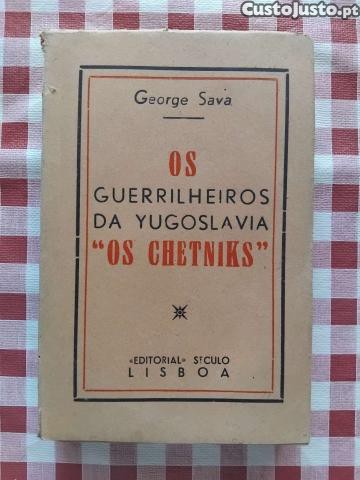 CustoJusto.pt
George Sava
OS
GUERRILHEIROS
DA YUGOSLAVIA
"OS CHETNIKS"
«EDITORIAL» SÉCULO
LISBOA